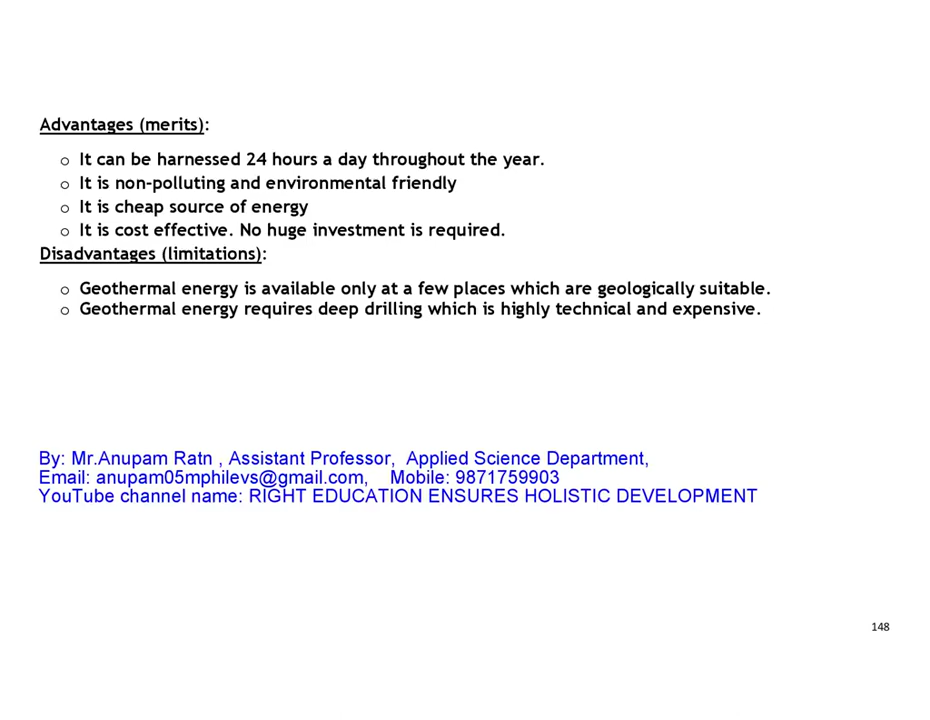 Advantages (merits):
o It can be harnessed 24 hours a day throughout the year.
o It is non-polluting and environmental friendly
o It is cheap source of energy
o It is cost effective. No huge investment is required.
Disadvantages (limitations):
o Geothermal energy is available only at a few places which are geologically suitable.
o Geothermal energy requires deep drilling which is highly technical and expensive.
By: Mr.Anupam Ratn , Assistant Professor, Applied Science Department,
Email: anupam05mphilevs@gmail.com, Mobile: 9871759903
YouTube channel name: RIGHT EDUCATION ENSURES HOLISTIC DEVELOPMENT
148